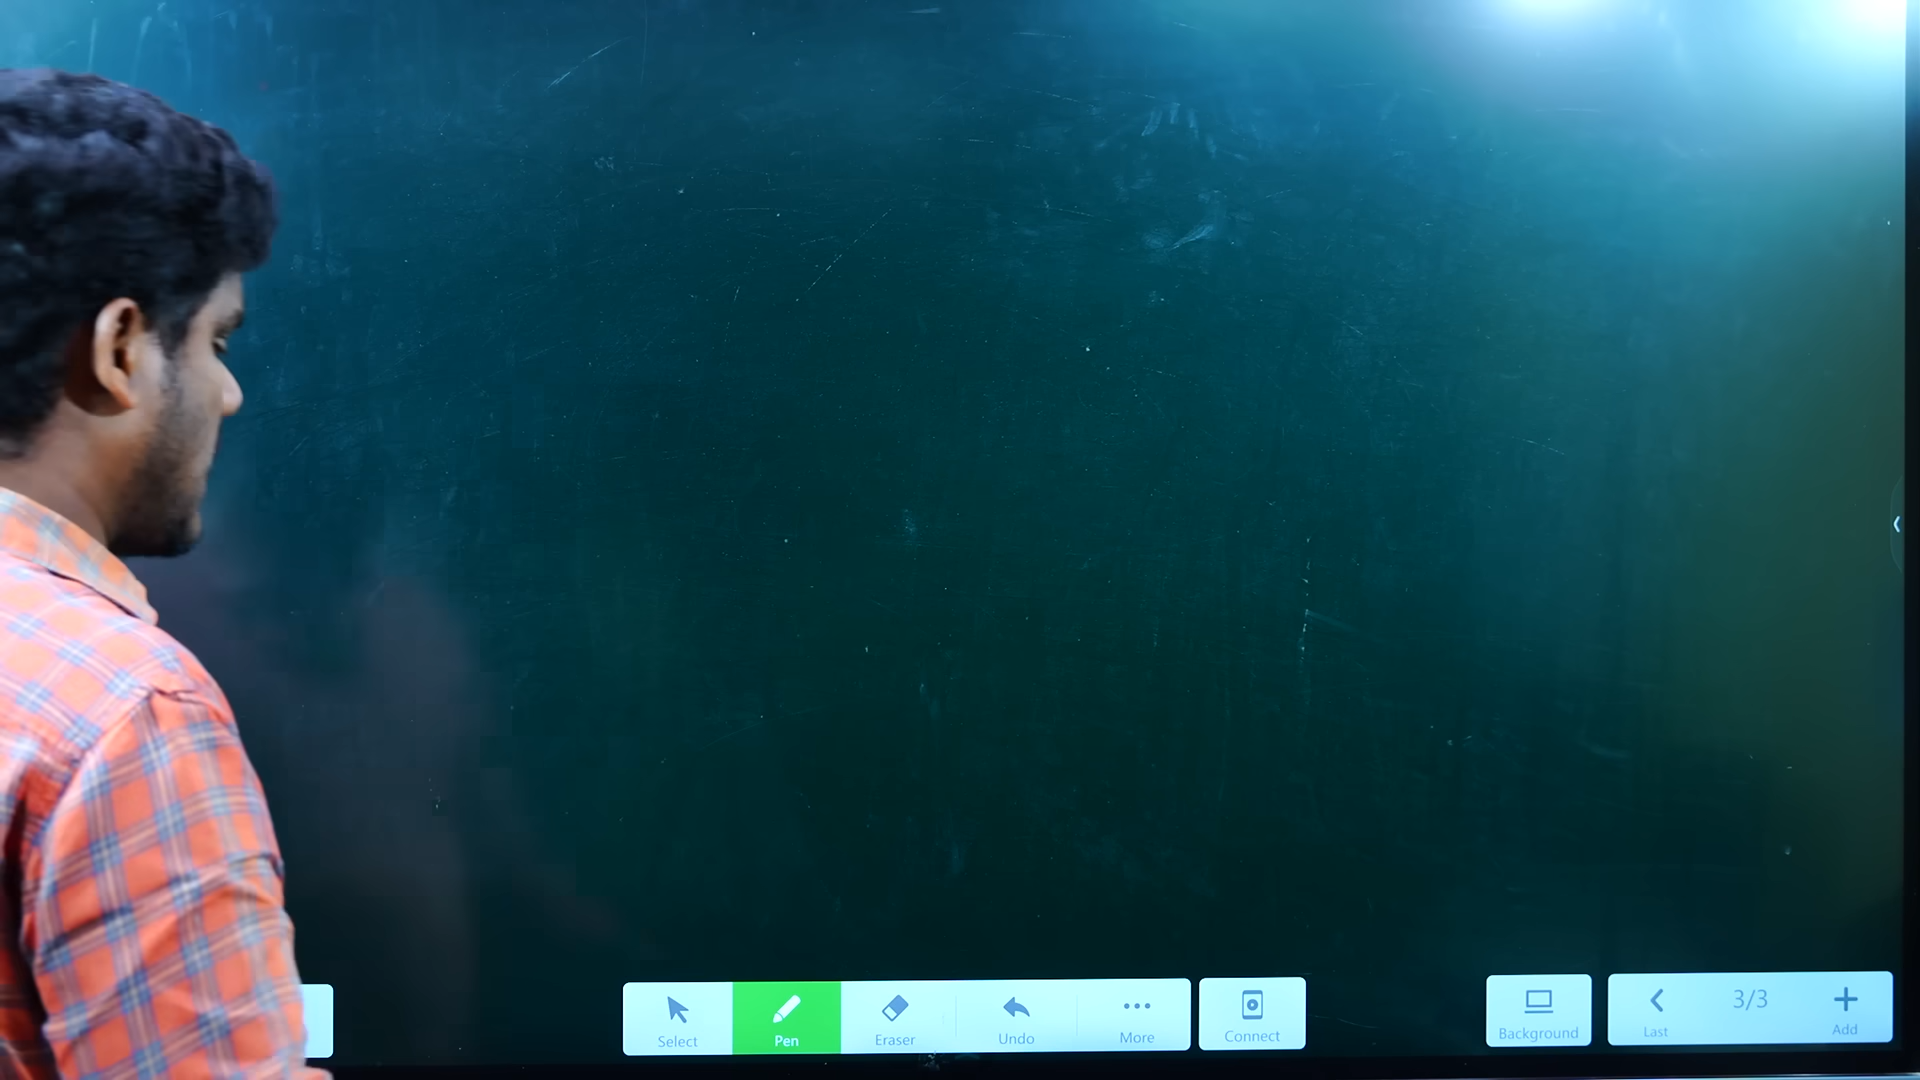 Select
Pen
Eraser
Undo
More
Connect
Background
Last
3/3
Add